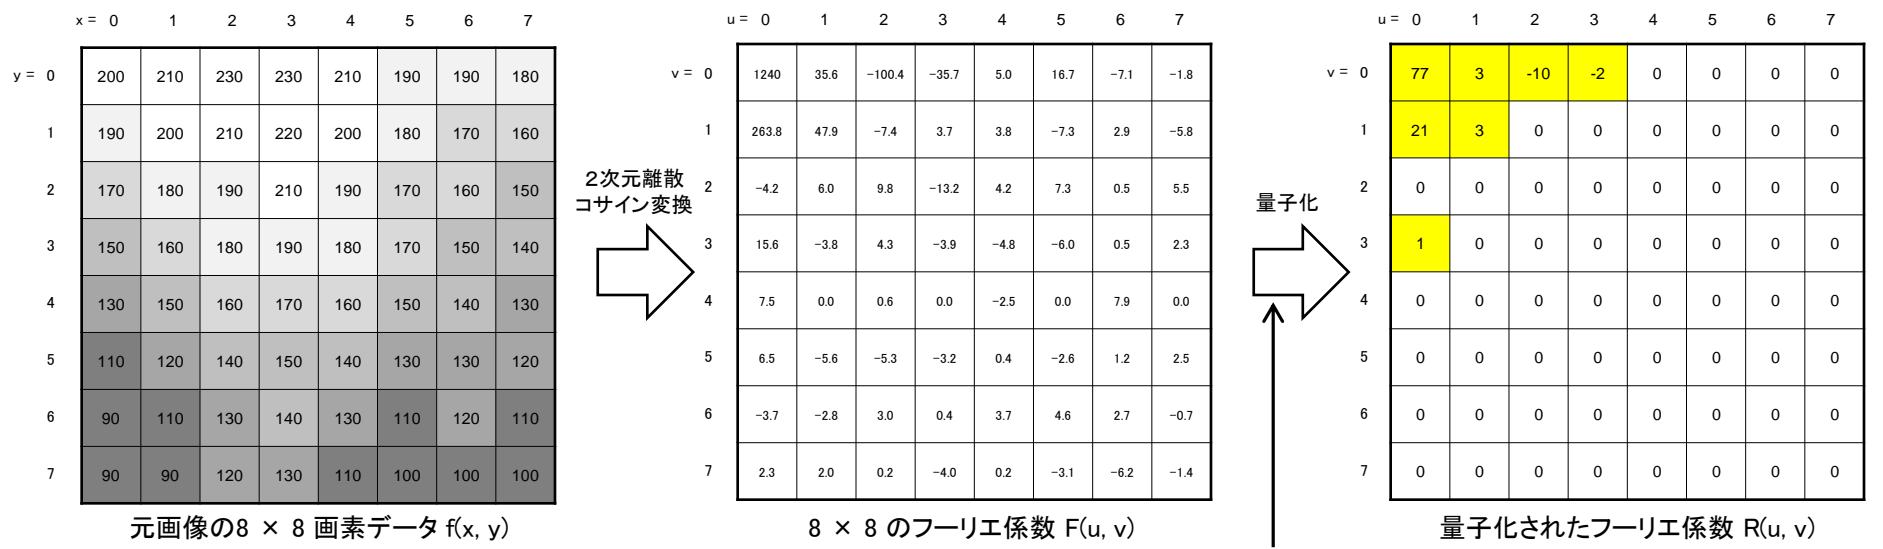 x = 0 1 2 3 4 5 6 7
y = 0 200 210 230 230 210 190 190 180
1 190 200 210 220 200 180 170 160
2 170 180 190 210 190 170 160 150
3 150 160 180 190 180 170 150 140
4 130 150 160 170 160 150 140 130
5 110 120 140 150 140 130 130 120
6 90 110 130 140 130 110 120 110
7 90 90 120 130 110 100 100 100
元画像の8 × 8 画素データ f(x, y)
2次元離散
コサイン変換
u = 0 1 2 3 4 5 6 7
v = 0 1240 35.6 −100.4 −35.7 5.0 16.7 −7.1 −1.8
1 263.8 47.9 −7.4 3.7 3.8 −7.3 2.9 −5.8
2 −4.2 6.0 9.8 −13.2 4.2 7.3 0.5 5.5
3 15.6 −3.8 4.3 −3.9 −4.8 −6.0 0.5 2.3
4 7.5 0.0 0.6 0.0 −2.5 0.0 7.9 0.0
5 6.5 −5.6 −5.3 −3.2 0.4 −2.6 1.2 2.5
6 −3.7 −2.8 3.0 0.4 3.7 4.6 2.7 −0.7
7 2.3 2.0 0.2 −4.0 0.2 −3.1 −6.2 −1.4
8 × 8 のフーリエ係数 F(u, v)
量子化
u = 0 1 2 3 4 5 6 7
v = 0 77 3 -10 -2 0 0 0 0
1 21 3 0 0 0 0 0 0
2 0 0 0 0 0 0 0 0
3 1 0 0 0 0 0 0 0
4 0 0 0 0 0 0 0 0
5 0 0 0 0 0 0 0 0
6 0 0 0 0 0 0 0 0
7 0 0 0 0 0 0 0 0
量子化されたフーリエ係数 R(u, v)